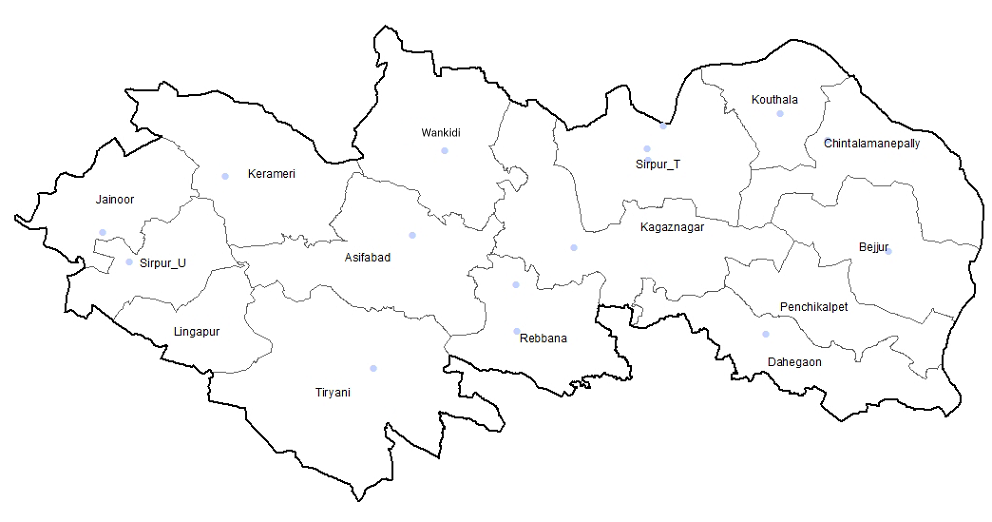 Kouthala
Wankidi
Chintalamanepally
Sirpur_T
Kerameri
Jainoor
Kagaznagar
Bejjur
Asifabad
Sirpur_U
Penchikalpet
Lingapur
Rebbana
Dahegaon
Tiryani